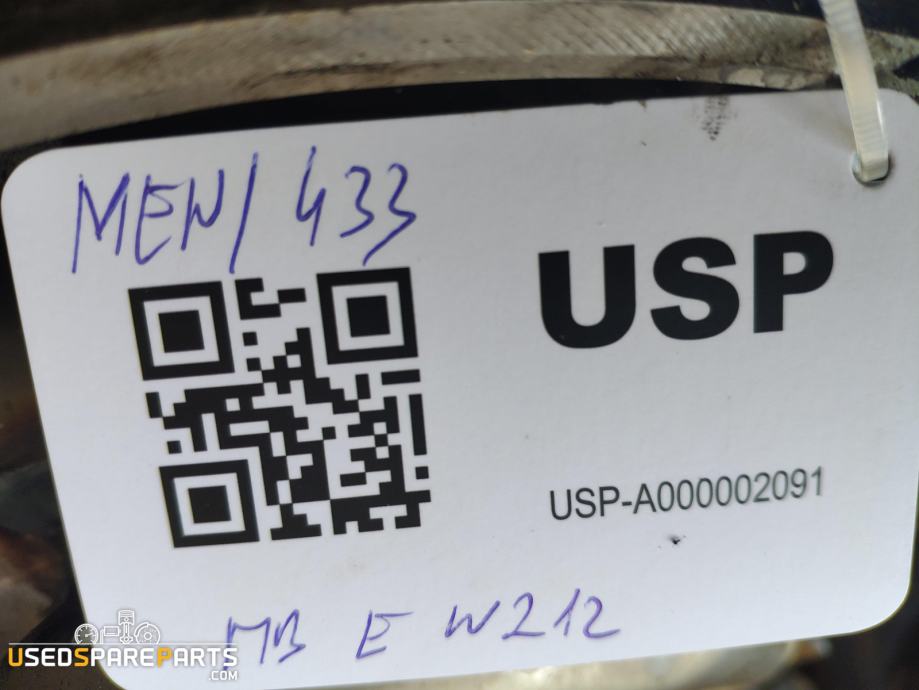 MEN/433
USP
USP-A000002091
MB E W212
USEDSPAREPARTS
.COM